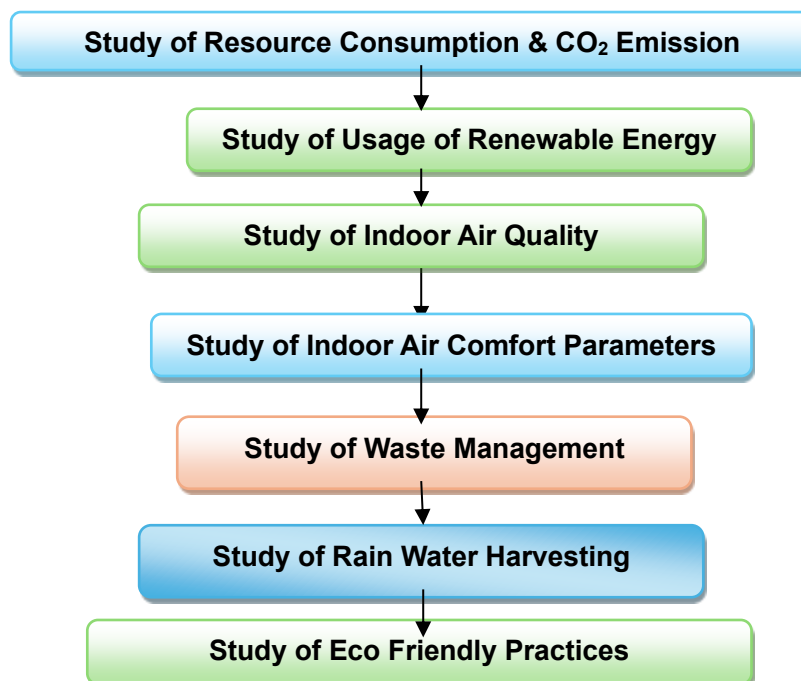 Study of Resource Consumption & CO₂ Emission
Study of Usage of Renewable Energy
Study of Indoor Air Quality
Study of Indoor Air Comfort Parameters
Study of Waste Management
Study of Rain Water Harvesting
Study of Eco Friendly Practices